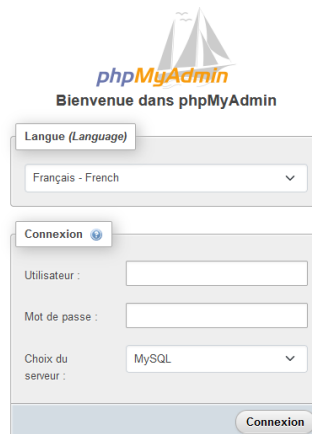 phpMyAdmin
Bienvenue dans phpMyAdmin
Langue (Language)
Français - French
Connexion
Utilisateur :
Mot de passe :
Choix du
serveur :
MySQL
Connexion